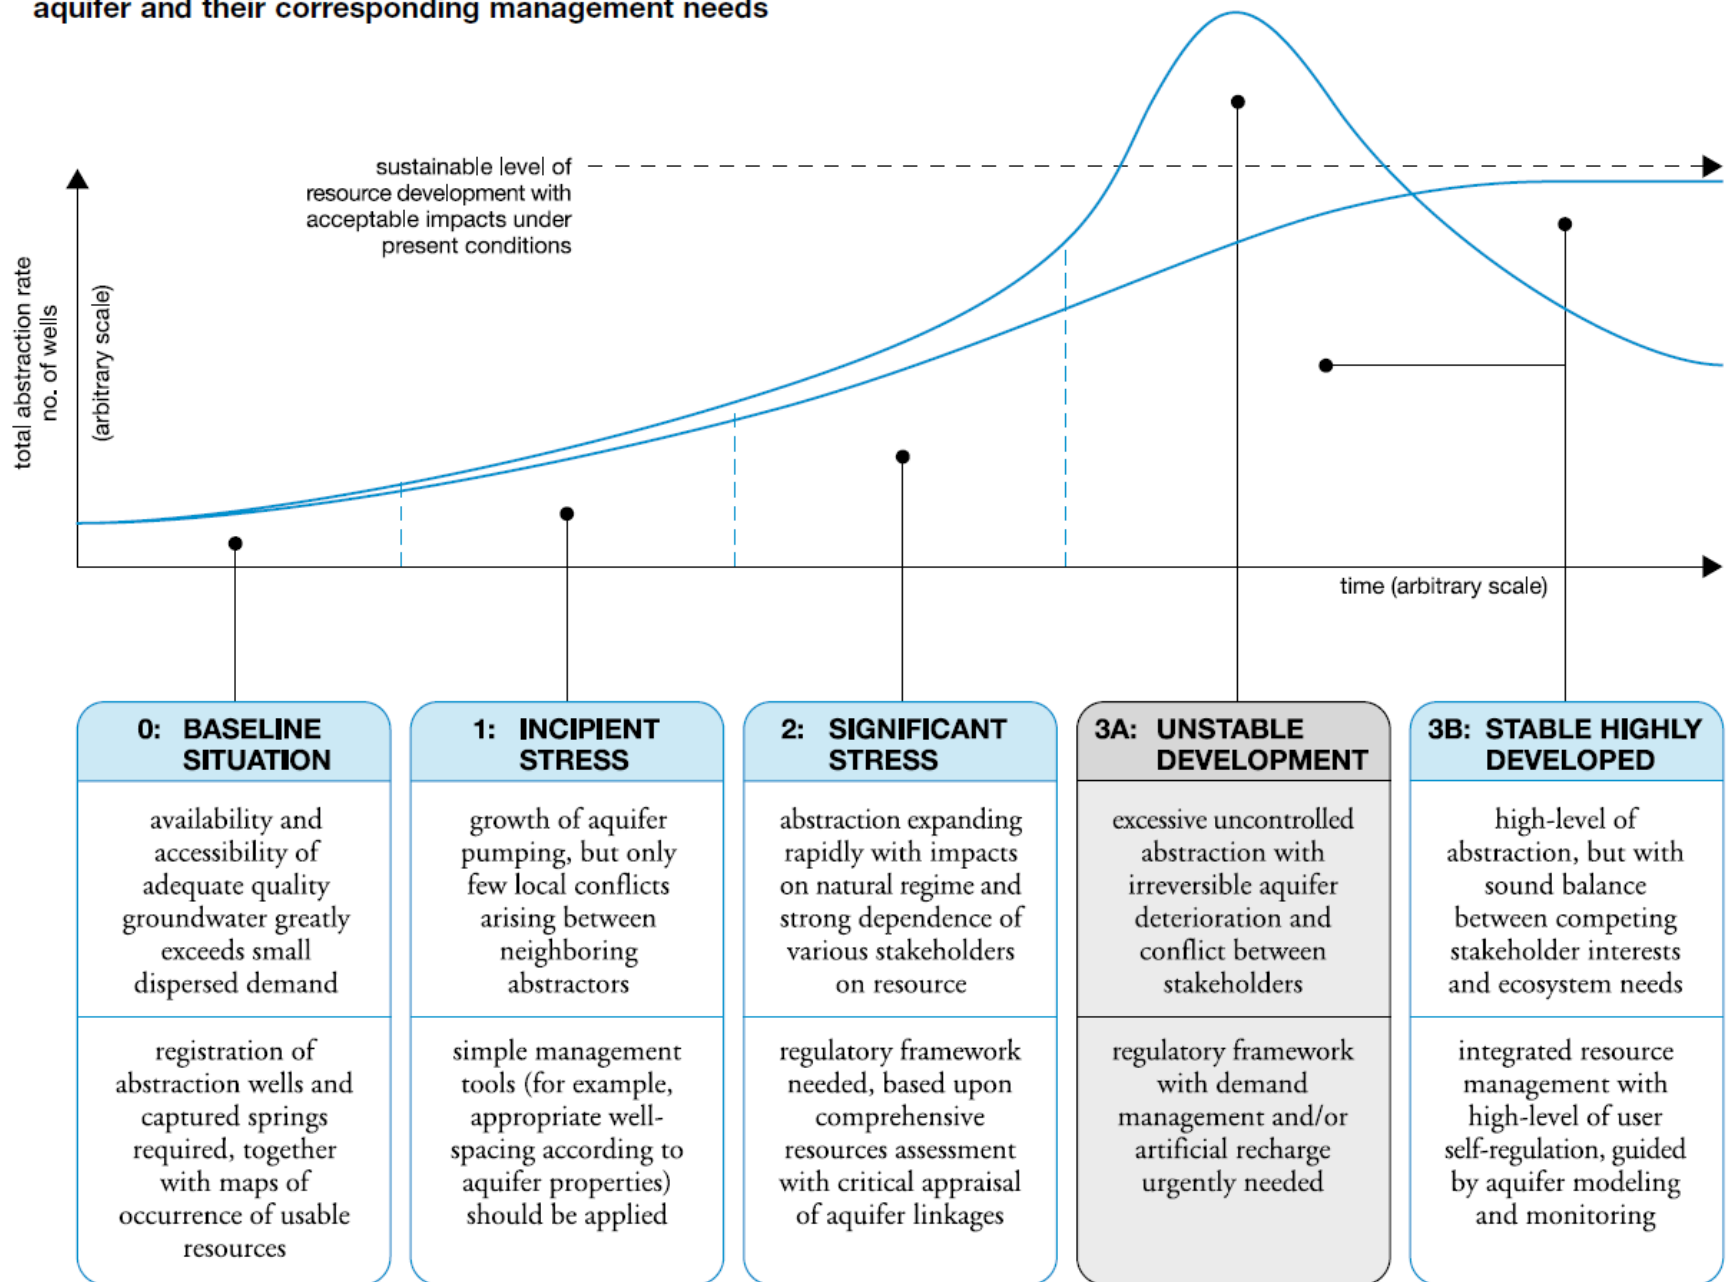 aquifer and their corresponding management needs
sustainable level of
resource development with
acceptable impacts under
present conditions
total abstraction rate
no. of wells
(arbitrary scale)
time (arbitrary scale)
0: BASELINE
SITUATION
availability and
accessibility of
adequate quality
groundwater greatly
exceeds small
dispersed demand
registration of
abstraction wells and
captured springs
required, together
with maps of
occurrence of usable
resources
1: INCIPIENT
STRESS
growth of aquifer
pumping, but only
few local conflicts
arising between
neighboring
abstractors
simple management
tools (for example,
appropriate well-
spacing according to
aquifer properties)
should be applied
2: SIGNIFICANT
STRESS
abstraction expanding
rapidly with impacts
on natural regime and
strong dependence of
various stakeholders
on resource
regulatory framework
needed, based upon
comprehensive
resources assessment
with critical appraisal
of aquifer linkages
3A: UNSTABLE
DEVELOPMENT
excessive uncontrolled
abstraction with
irreversible aquifer
deterioration and
conflict between
stakeholders
regulatory framework
with demand
management and/or
artificial recharge
urgently needed
3B: STABLE HIGHLY
DEVELOPED
high-level of
abstraction, but with
sound balance
between competing
stakeholder interests
and ecosystem needs
integrated resource
management with
high-level of user
self-regulation, guided
by aquifer modeling
and monitoring